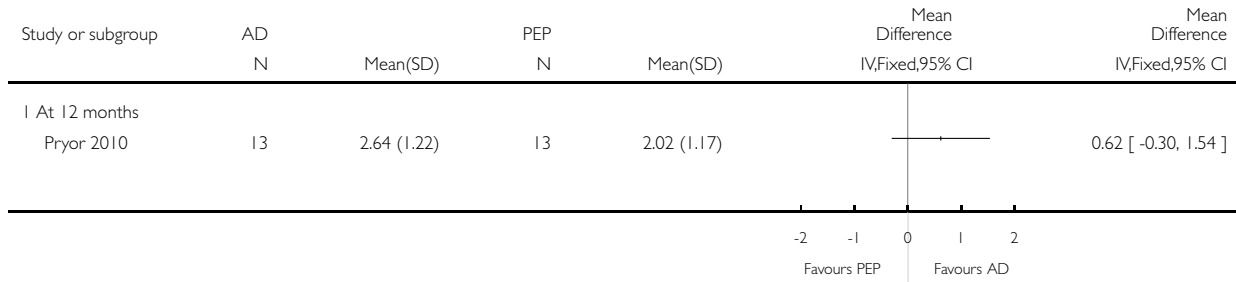 Study or subgroup AD PEP Mean Difference Mean Difference
N Mean(SD) N Mean(SD) IV,Fixed,95% CI IV,Fixed,95% CI
1 At 12 months
Pryor 2010 13 2.64 (1.22) 13 2.02 (1.17) 0.62 [ -0.30, 1.54 ]
-2 -1 0 1 2
Favours PEP Favours AD